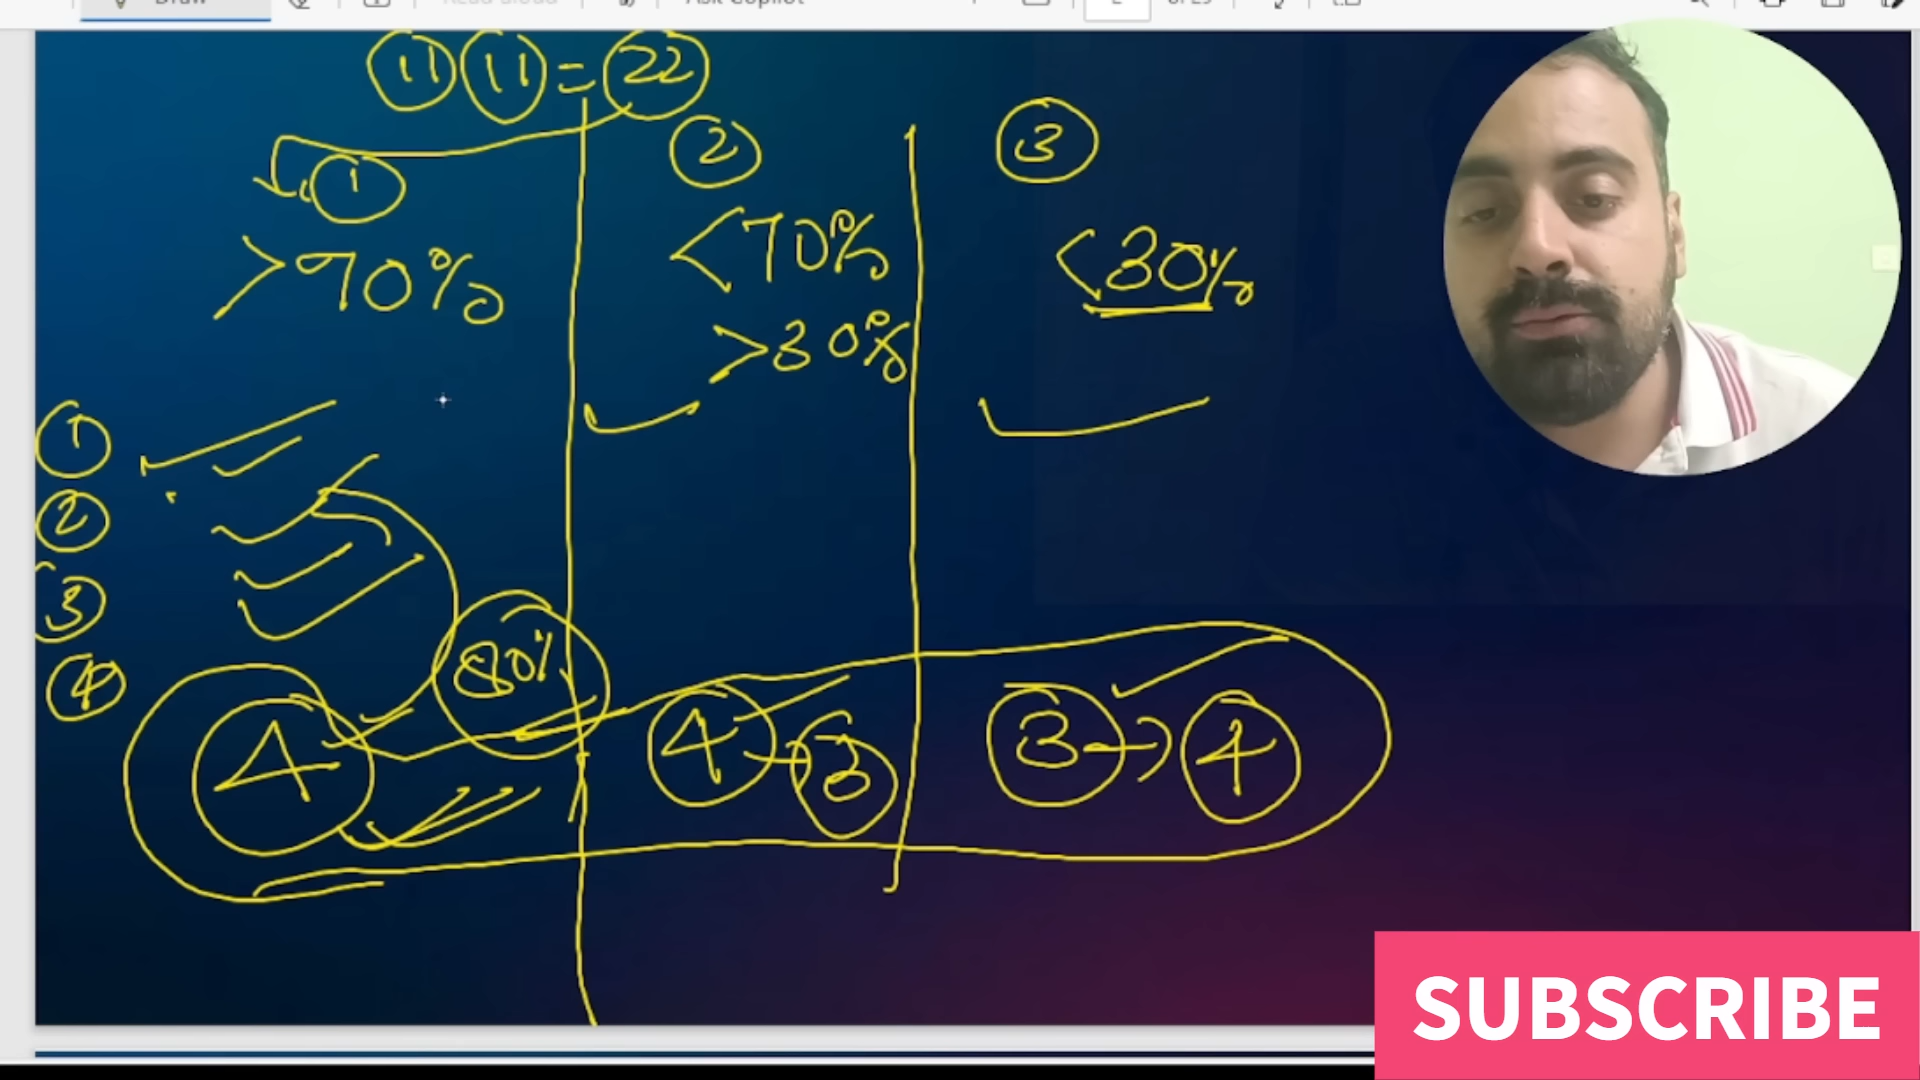 11 11 = 22
1 2 3
>90% <70% <30%
>30%
1
2
3
4
80%
4 4 → 3 3 → 4
SUBSCRIBE